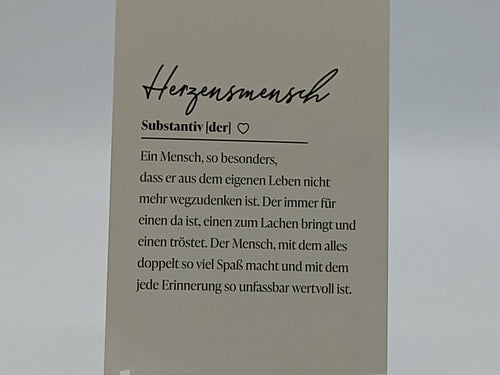 Herzensmensch
Substantiv [der] ♡
Ein Mensch, so besonders,
dass er aus dem eigenen Leben nicht
mehr wegzudenken ist. Der immer für
einen da ist, einen zum Lachen bringt und
einen tröstet. Der Mensch, mit dem alles
doppelt so viel Spaß macht und mit dem
jede Erinnerung so unfassbar wertvoll ist.